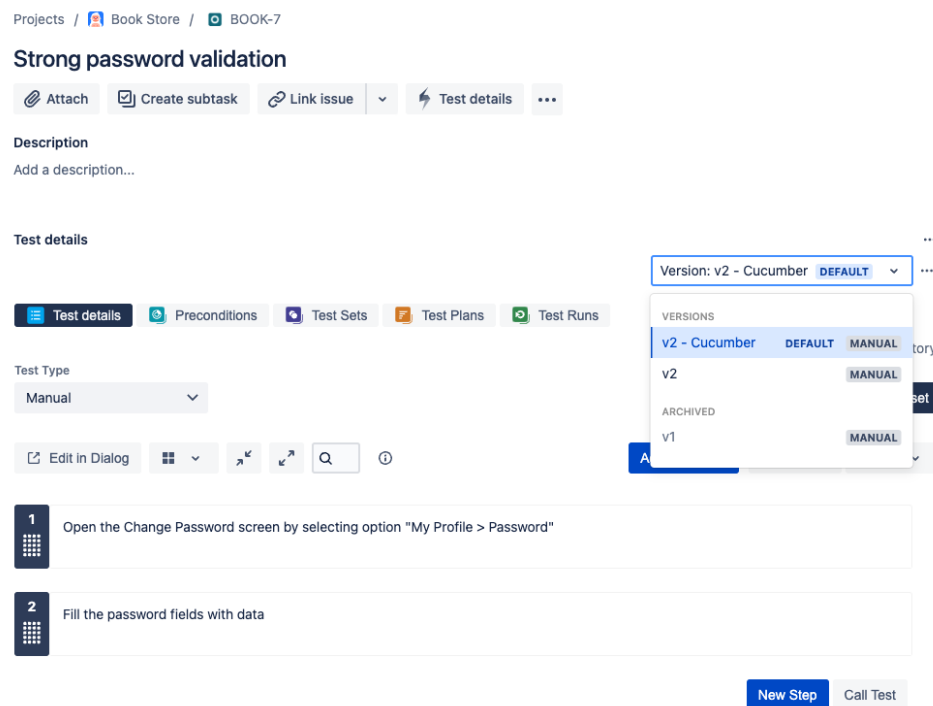 Projects / Book Store / BOOK-7
Strong password validation
Attach Create subtask Link issue Test details
Description
Add a description...
Test details
Version: v2 - Cucumber DEFAULT
Test details Preconditions Test Sets Test Plans Test Runs
VERSIONS
v2 - Cucumber DEFAULT MANUAL
v2 MANUAL
ARCHIVED
v1 MANUAL
Test Type
Manual
Edit in Dialog
1 Open the Change Password screen by selecting option "My Profile > Password"
2 Fill the password fields with data
New Step Call Test